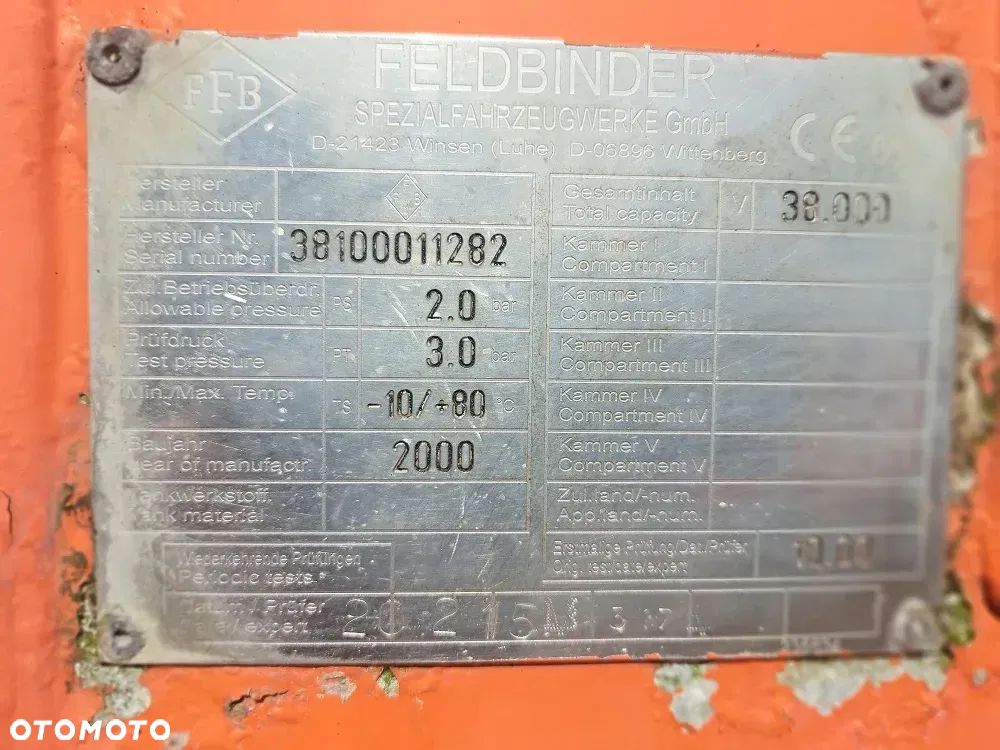 FFB
FELDBINDER
SPEZIALFAHRZEUGWERKE GmbH
D-21423 Winsen (Luhe) D-06896 Wittenberg
CE
Hersteller
Manufacturer
Hersteller Nr.
Serial number 38100011282
Zul. Betriebsüberdr.
Allowable pressure PS 2.0 bar
Prüfdruck
Test pressure PT 3.0 bar
Min./Max. Temp. TS -10/+80 °C
Baujahr
Year of manufactr. 2000
Tankwerkstoff
Tank material
Gesamtinhalt
Total capacity V 38.000
Kammer I
Compartment I
Kammer II
Compartment II
Kammer III
Compartment III
Kammer IV
Compartment IV
Kammer V
Compartment V
Zul.land/-num.
App.land/-num.
Erstmalige Prüfung/Dat/Prüfer
Orig. test/date/expert
Wiederkehrende Prüfungen
Periodic tests
Datum / Prüfer
Date / expert
OTOMOTO